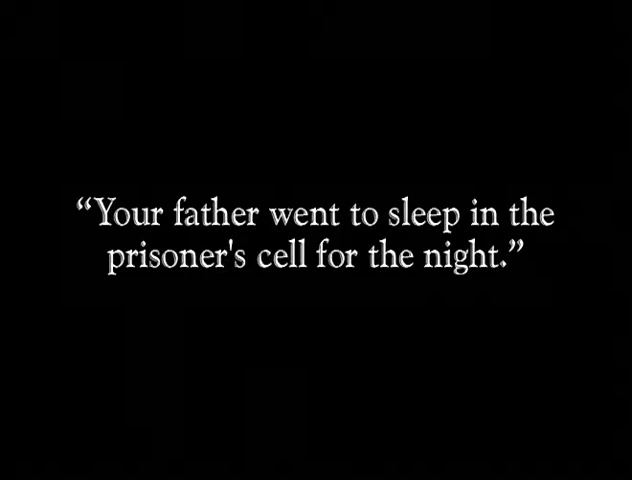 “Your father went to sleep in the
prisoner's cell for the night.”